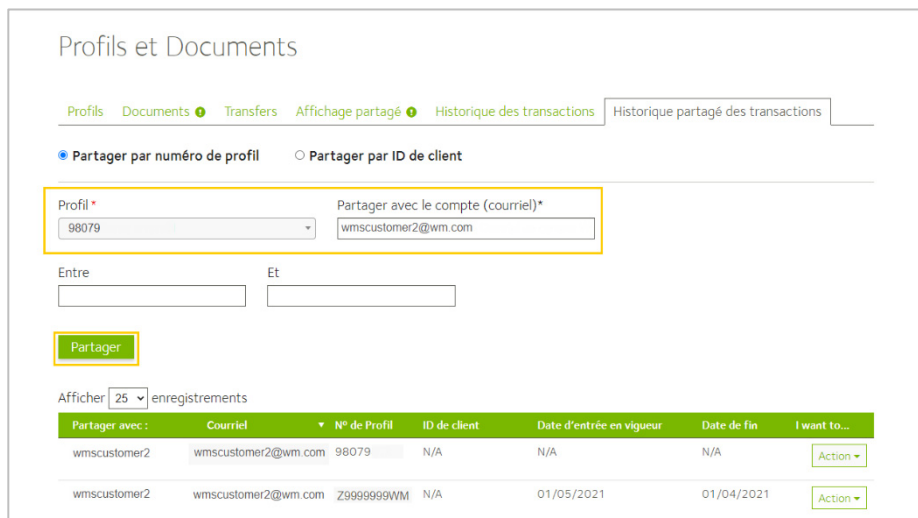 Profils et Documents
Profils Documents Transfers Affichage partagé Historique des transactions Historique partagé des transactions
Partager par numéro de profil Partager par ID de client
Profil * Partager avec le compte (courriel)*
98079 wmscustomer2@wm.com
Entre Et
Partager
Afficher 25 enregistrements
Partager avec : Courriel N° de Profil ID de client Date d'entrée en vigueur Date de fin I want to...
wmscustomer2 wmscustomer2@wm.com 98079 N/A N/A N/A Action
wmscustomer2 wmscustomer2@wm.com Z9999999WM N/A 01/05/2021 01/04/2021 Action